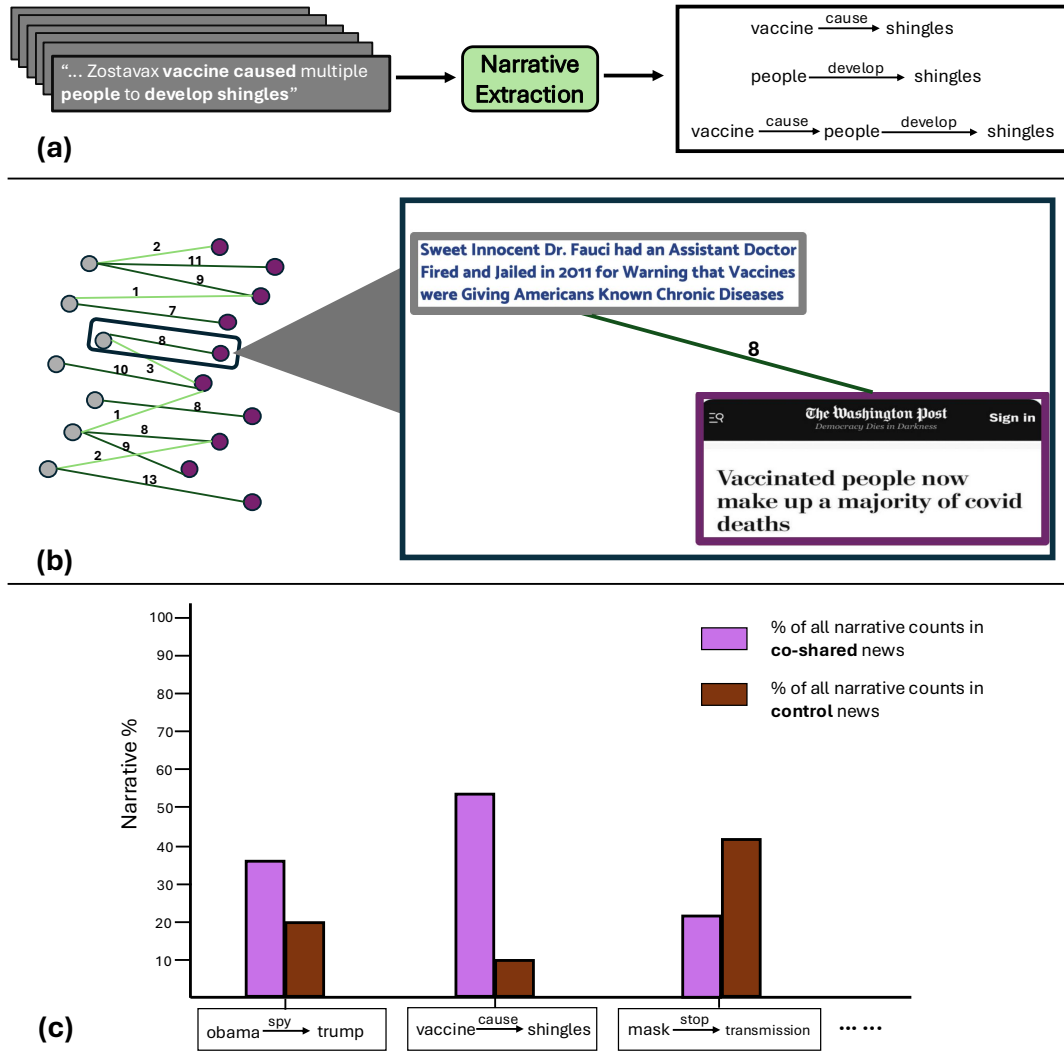 "... Zostavax vaccine caused multiple
people to develop shingles"
Narrative
Extraction
cause
vaccine shingles
develop
people shingles
cause develop
vaccine people shingles
(a)
2
11
9
1
7
8
3
10
8
1
8
9
2
13
Sweet Innocent Dr. Fauci had an Assistant Doctor
Fired and Jailed in 2011 for Warning that Vaccines
were Giving Americans Known Chronic Diseases
8
The Washington Post
Democracy Dies in Darkness
Sign in
Vaccinated people now
make up a majority of covid
deaths
(b)
100
90
80
70
60
50
40
30
20
10
Narrative %
% of all narrative counts in
co-shared news
% of all narrative counts in
control news
spy
obama trump
cause
vaccine shingles
stop
mask transmission
... ...
(c)